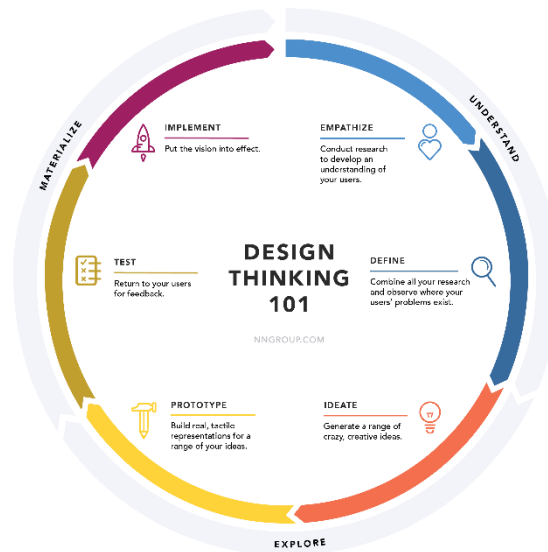 DESIGN
THINKING
101
NNGROUP.COM
UNDERSTAND
EMPATHIZE
Conduct research
to develop an
understanding of
your users.
DEFINE
Combine all your research
and observe where your
users' problems exist.
EXPLORE
IDEATE
Generate a range of
crazy, creative ideas.
PROTOTYPE
Build real, tactile
representations for a
range of your ideas.
MATERIALIZE
TEST
Return to your users
for feedback.
IMPLEMENT
Put the vision into effect.